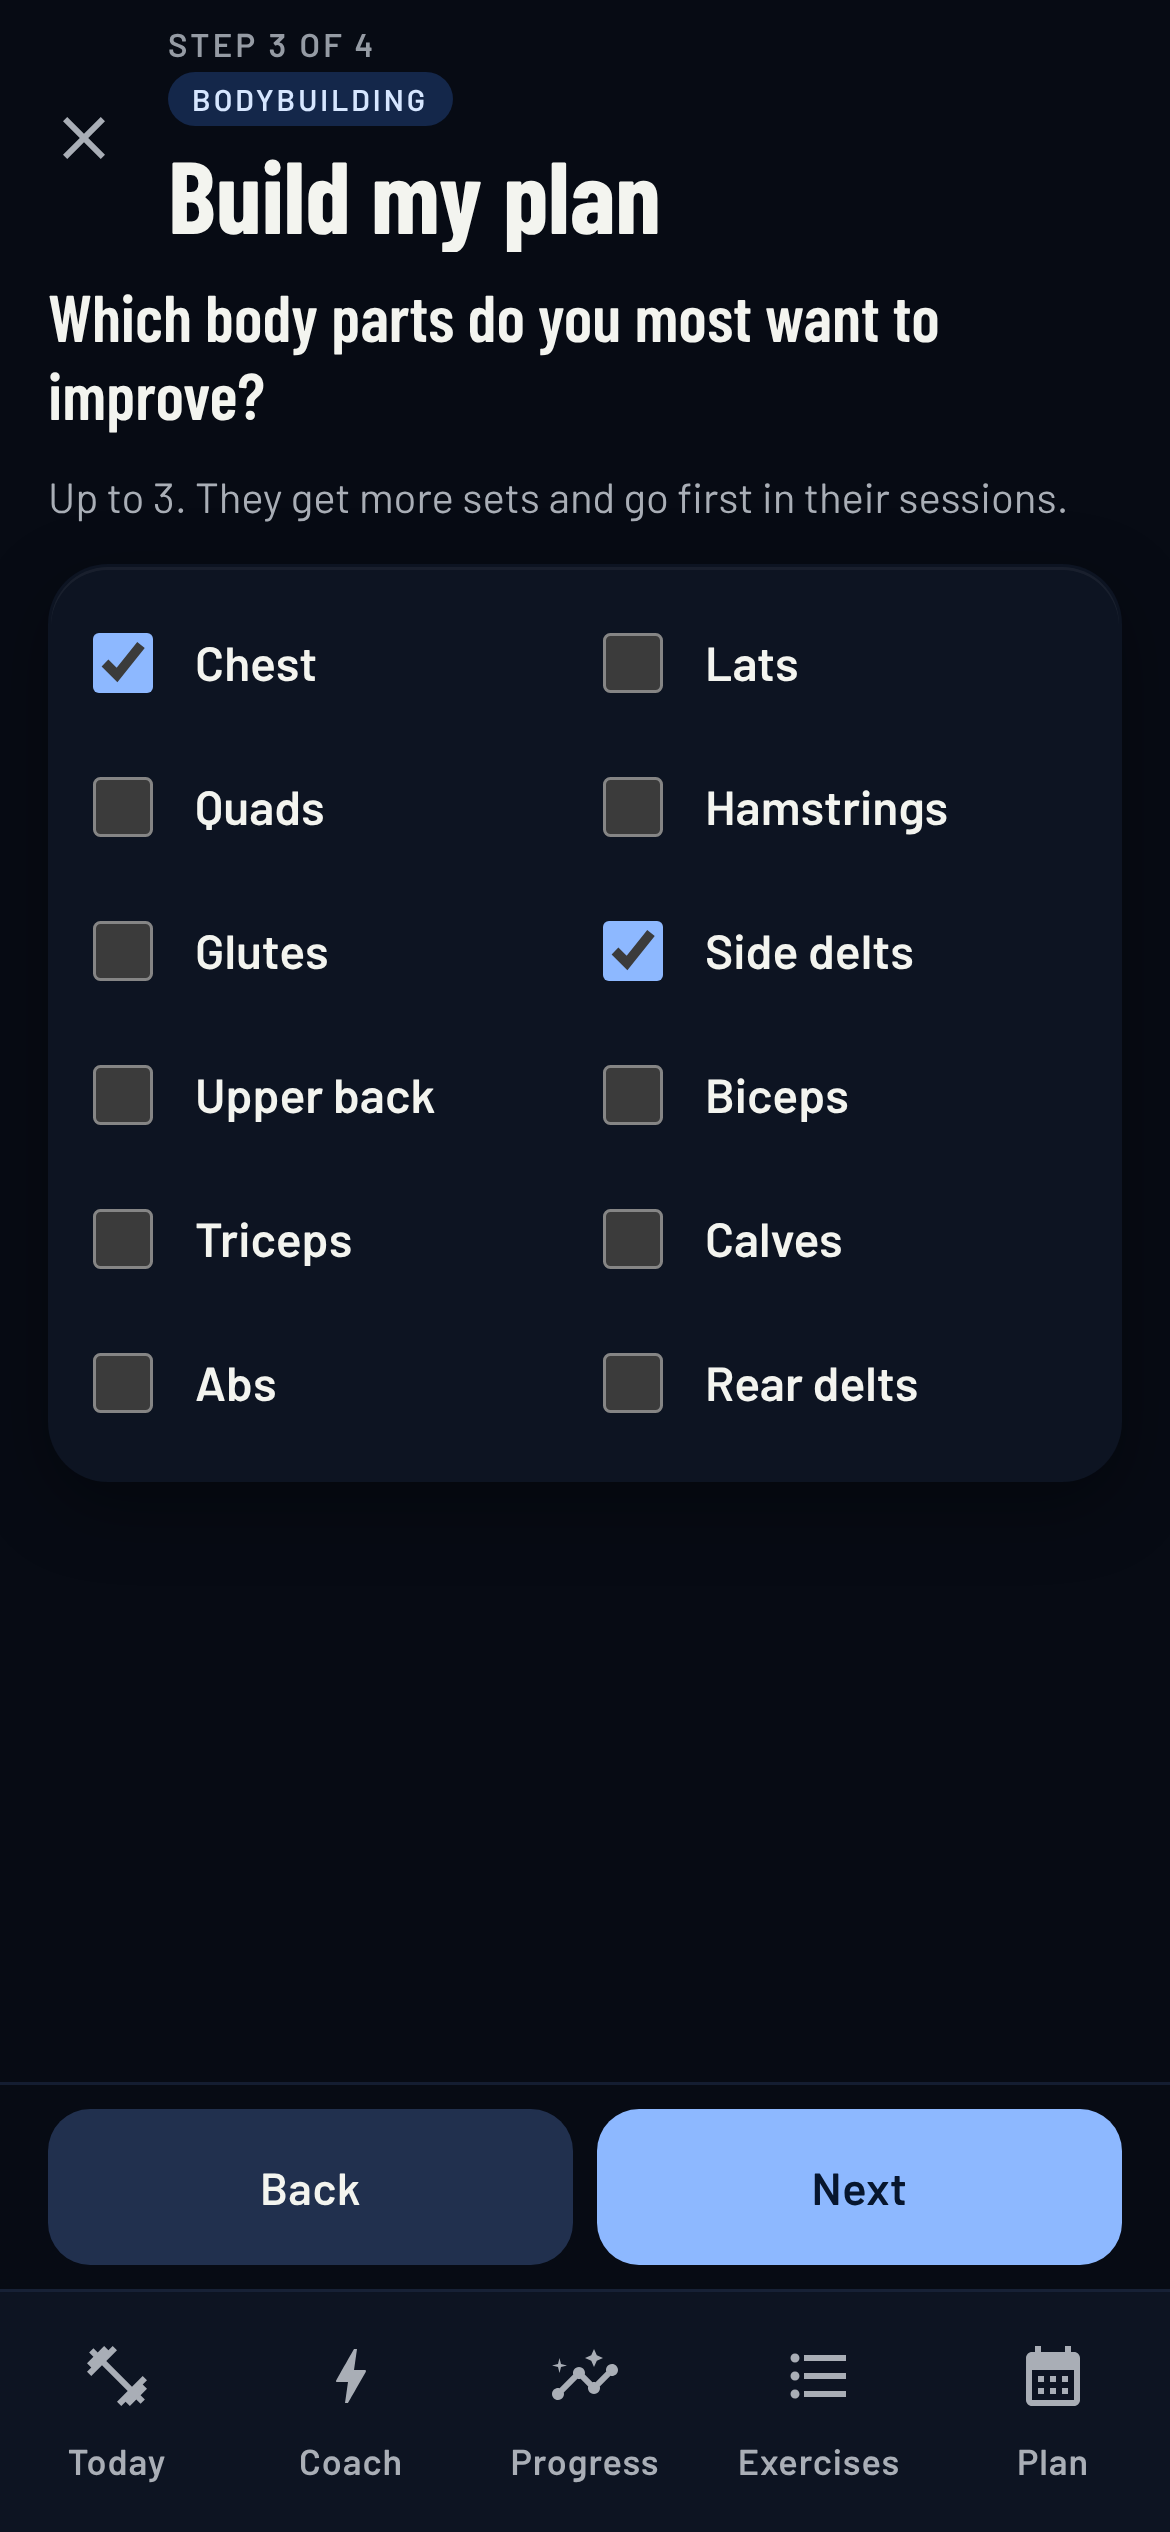 STEP 3 OF 4
BODYBUILDING
Build my plan
Which body parts do you most want to
improve?
Up to 3. They get more sets and go first in their sessions.
Chest
Lats
Quads
Hamstrings
Glutes
Side delts
Upper back
Biceps
Triceps
Calves
Abs
Rear delts
Back
Next
Today
Coach
Progress
Exercises
Plan